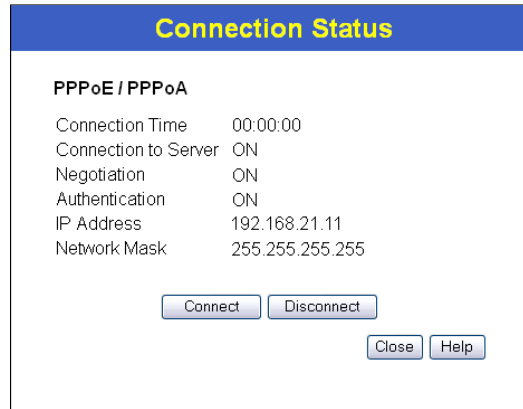 Connection Status
PPPoE / PPPoA
Connection Time 00:00:00
Connection to Server ON
Negotiation ON
Authentication ON
IP Address 192.168.21.11
Network Mask 255.255.255.255
Connect Disconnect
Close Help